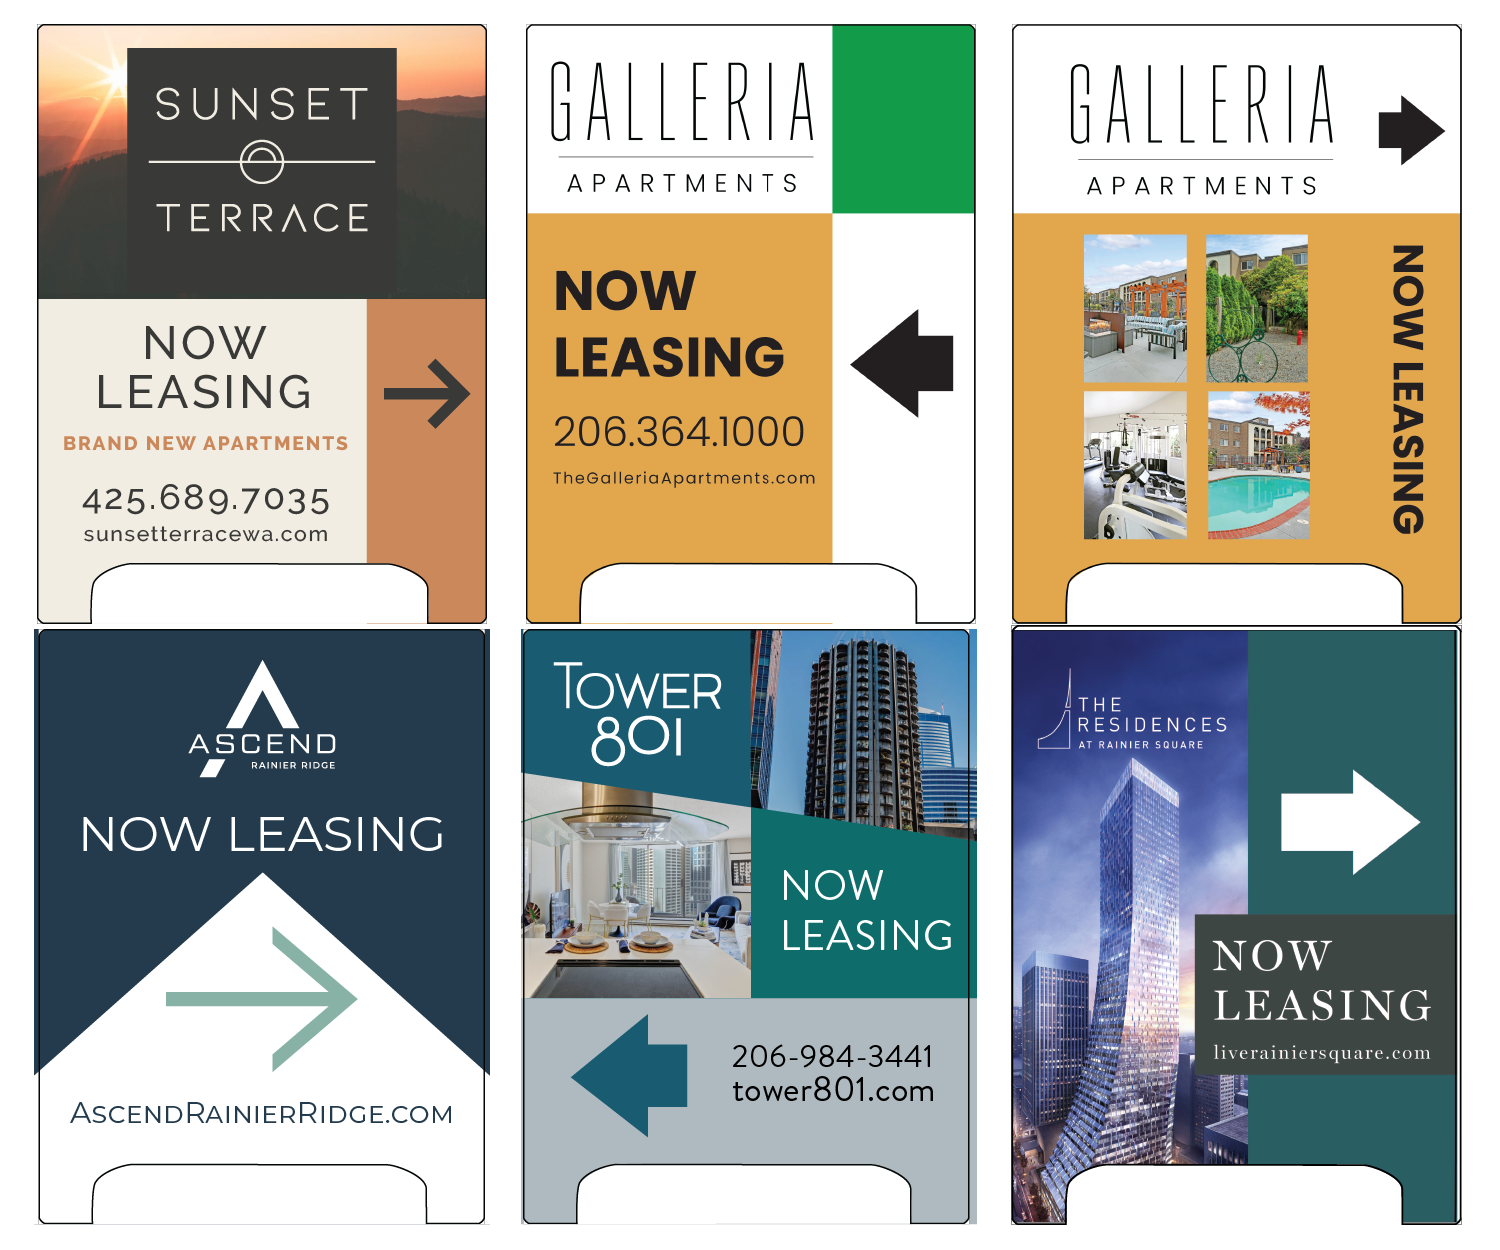 SUNSET
TERRACE
NOW
LEASING
BRAND NEW APARTMENTS
425.689.7035
sunsetterracewa.com
GALLERIA
APARTMENTS
NOW
LEASING
206.364.1000
TheGalleriaApartments.com
GALLERIA
APARTMENTS
NOW LEASING
ASCEND
RAINIER RIDGE
NOW LEASING
ASCENDRAINIERRIDGE.COM
TOWER
801
NOW
LEASING
206-984-3441
tower801.com
THE
RESIDENCES
AT RAINIER SQUARE
NOW
LEASING
liverainiersquare.com